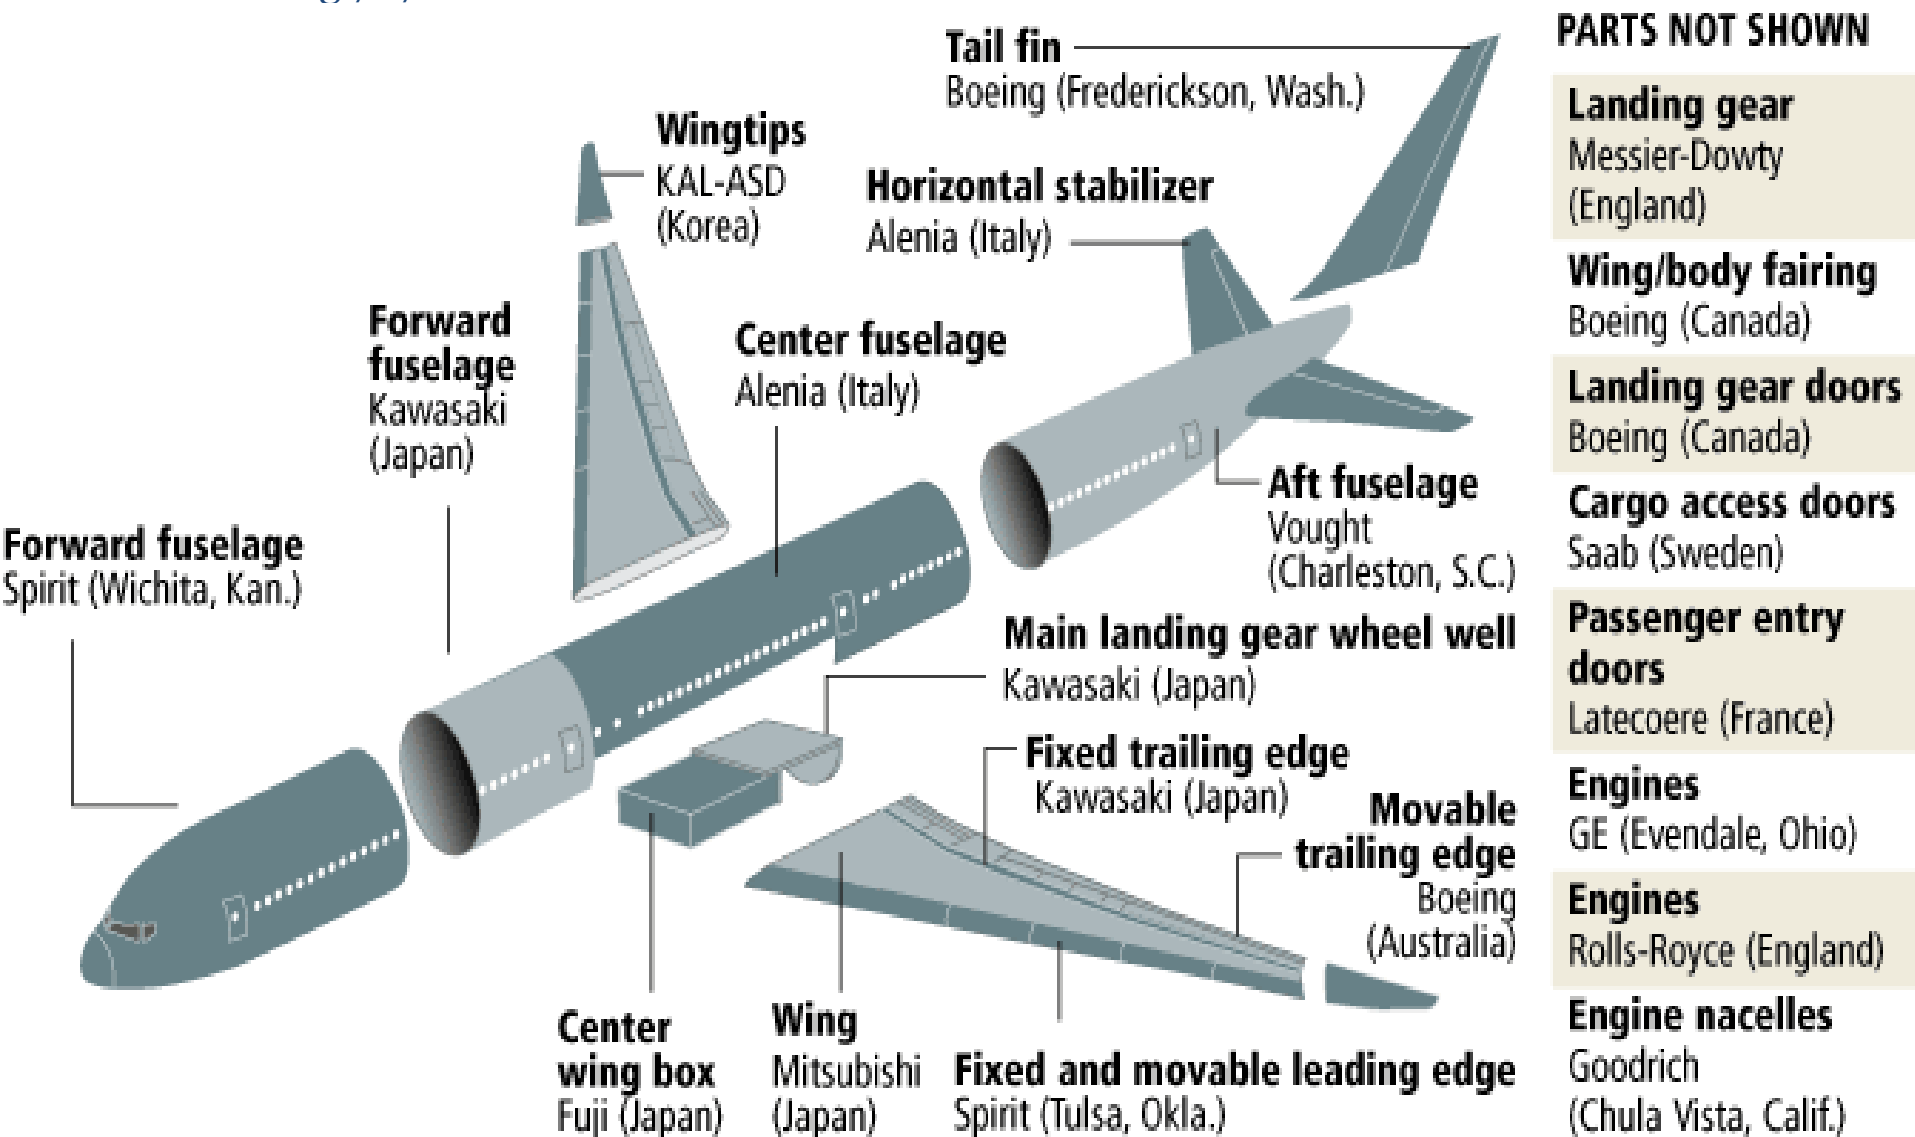 Tail fin
Boeing (Frederickson, Wash.)
Wingtips
KAL-ASD
(Korea)
Horizontal stabilizer
Alenia (Italy)
Forward
fuselage
Kawasaki
(Japan)
Center fuselage
Alenia (Italy)
Forward fuselage
Spirit (Wichita, Kan.)
Aft fuselage
Vought
(Charleston, S.C.)
Main landing gear wheel well
Kawasaki (Japan)
Fixed trailing edge
Kawasaki (Japan)
Movable
trailing edge
Boeing
(Australia)
Center
wing box
Fuji (Japan)
Wing
Mitsubishi
(Japan)
Fixed and movable leading edge
Spirit (Tulsa, Okla.)
PARTS NOT SHOWN
Landing gear
Messier-Dowty
(England)
Wing/body fairing
Boeing (Canada)
Landing gear doors
Boeing (Canada)
Cargo access doors
Saab (Sweden)
Passenger entry
doors
Latecoere (France)
Engines
GE (Evendale, Ohio)
Engines
Rolls-Royce (England)
Engine nacelles
Goodrich
(Chula Vista, Calif.)